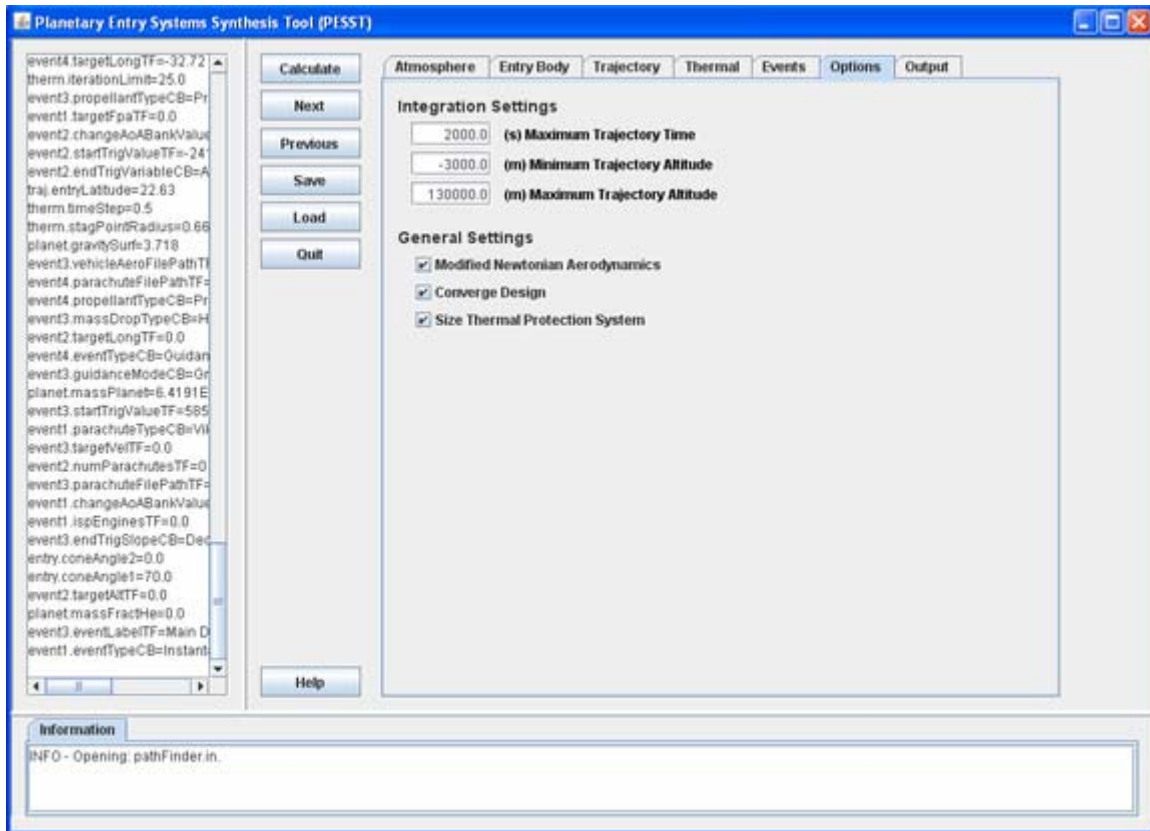 Planetary Entry Systems Synthesis Tool (PESST)
event4.targetLongTF=-32.72
therm.iterationLimit=25.0
event3.propellantTypeCB=Pr
event1.targetFpaTF=0.0
event2.changeAoABankValue
event2.startTrigValueTF=-241
event2.endTrigVariableCB=A
traj.entryLatitude=22.63
therm.timeStep=0.5
therm.stagPointRadius=0.66
planet.gravitySurf=3.718
event3.vehicleAeroFilePathTF
event4.parachuteFilePathTF=
event4.propellantTypeCB=Pr
event3.massDropTypeCB=H
event2.targetLongTF=0.0
event4.eventTypeCB=Guidan
event3.guidanceModeCB=Gr
planet.massPlanet=6.4191E
event3.startTrigValueTF=585
event1.parachuteTypeCB=Vik
event3.targetVelTF=0.0
event2.numParachutesTF=0
event3.parachuteFilePathTF=
event1.changeAoABankValue
event1.ispEnginesTF=0.0
event3.endTrigSlopeCB=Dec
entry.coneAngle2=0.0
entry.coneAngle1=70.0
event2.targetAltTF=0.0
planet.massFractHe=0.0
event3.eventLabelTF=Main D
event1.eventTypeCB=Instant
Calculate
Next
Previous
Save
Load
Quit
Help
Atmosphere Entry Body Trajectory Thermal Events Options Output
Integration Settings
2000.0 (s) Maximum Trajectory Time
-3000.0 (m) Minimum Trajectory Altitude
130000.0 (m) Maximum Trajectory Altitude
General Settings
Modified Newtonian Aerodynamics
Converge Design
Size Thermal Protection System
Information
INFO - Opening: pathFinder.in.